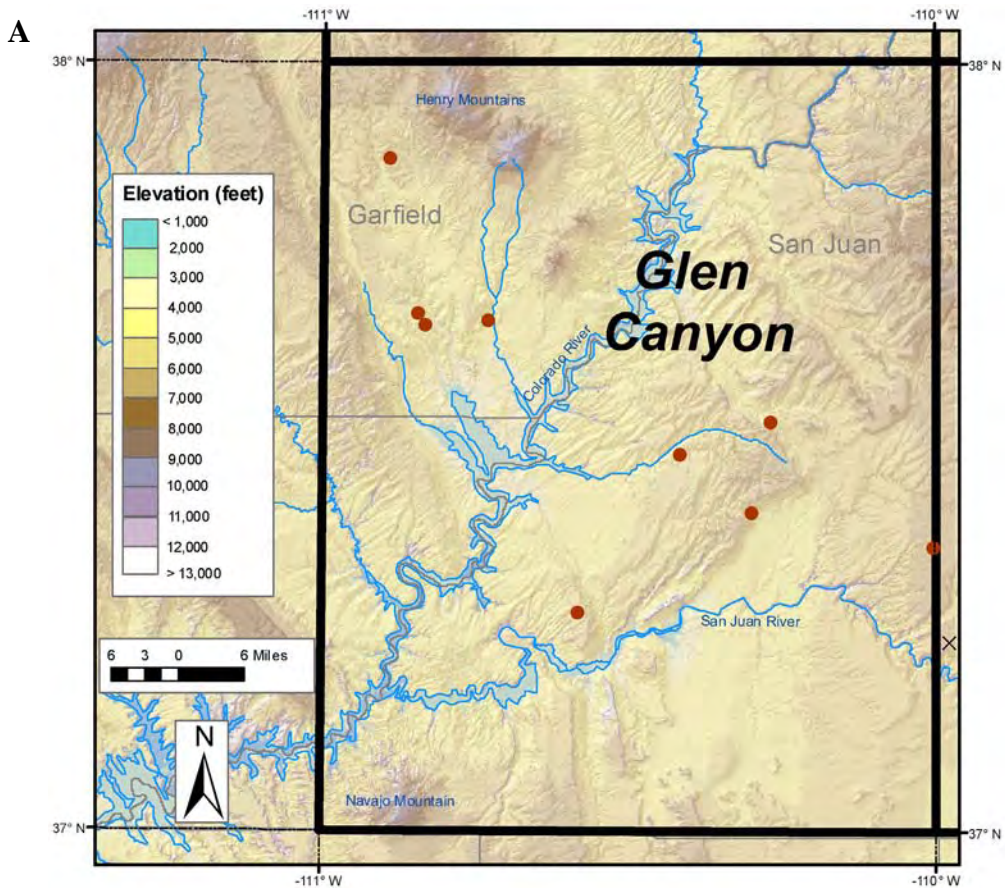 A
-111° W
-110° W
38° N
38° N
Henry Mountains
Elevation (feet)
< 1,000
2,000
3,000
4,000
5,000
6,000
7,000
8,000
9,000
10,000
11,000
12,000
> 13,000
Garfield
San Juan
Glen
Canyon
Colorado River
San Juan River
6 3 0 6 Miles
N
Navajo Mountain
37° N
37° N
-111° W
-110° W